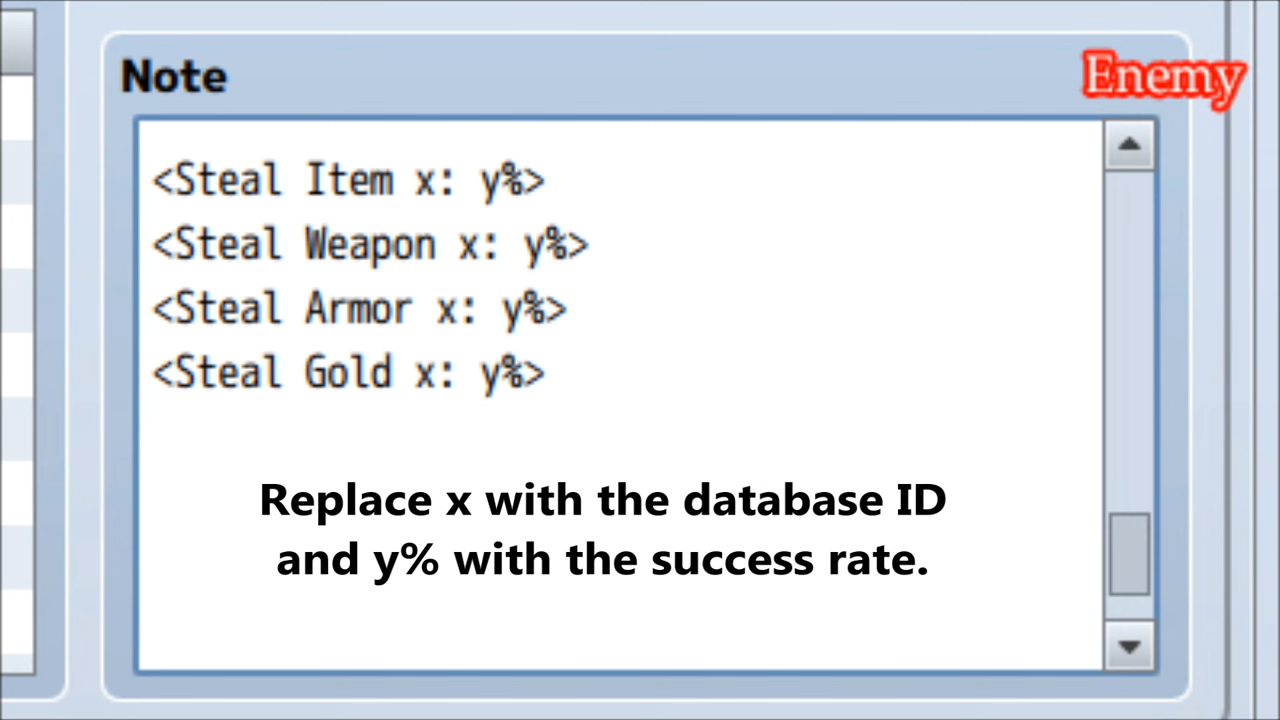 Note
Enemy
<Steal Item x: y%>
<Steal Weapon x: y%>
<Steal Armor x: y%>
<Steal Gold x: y%>
Replace x with the database ID
and y% with the success rate.